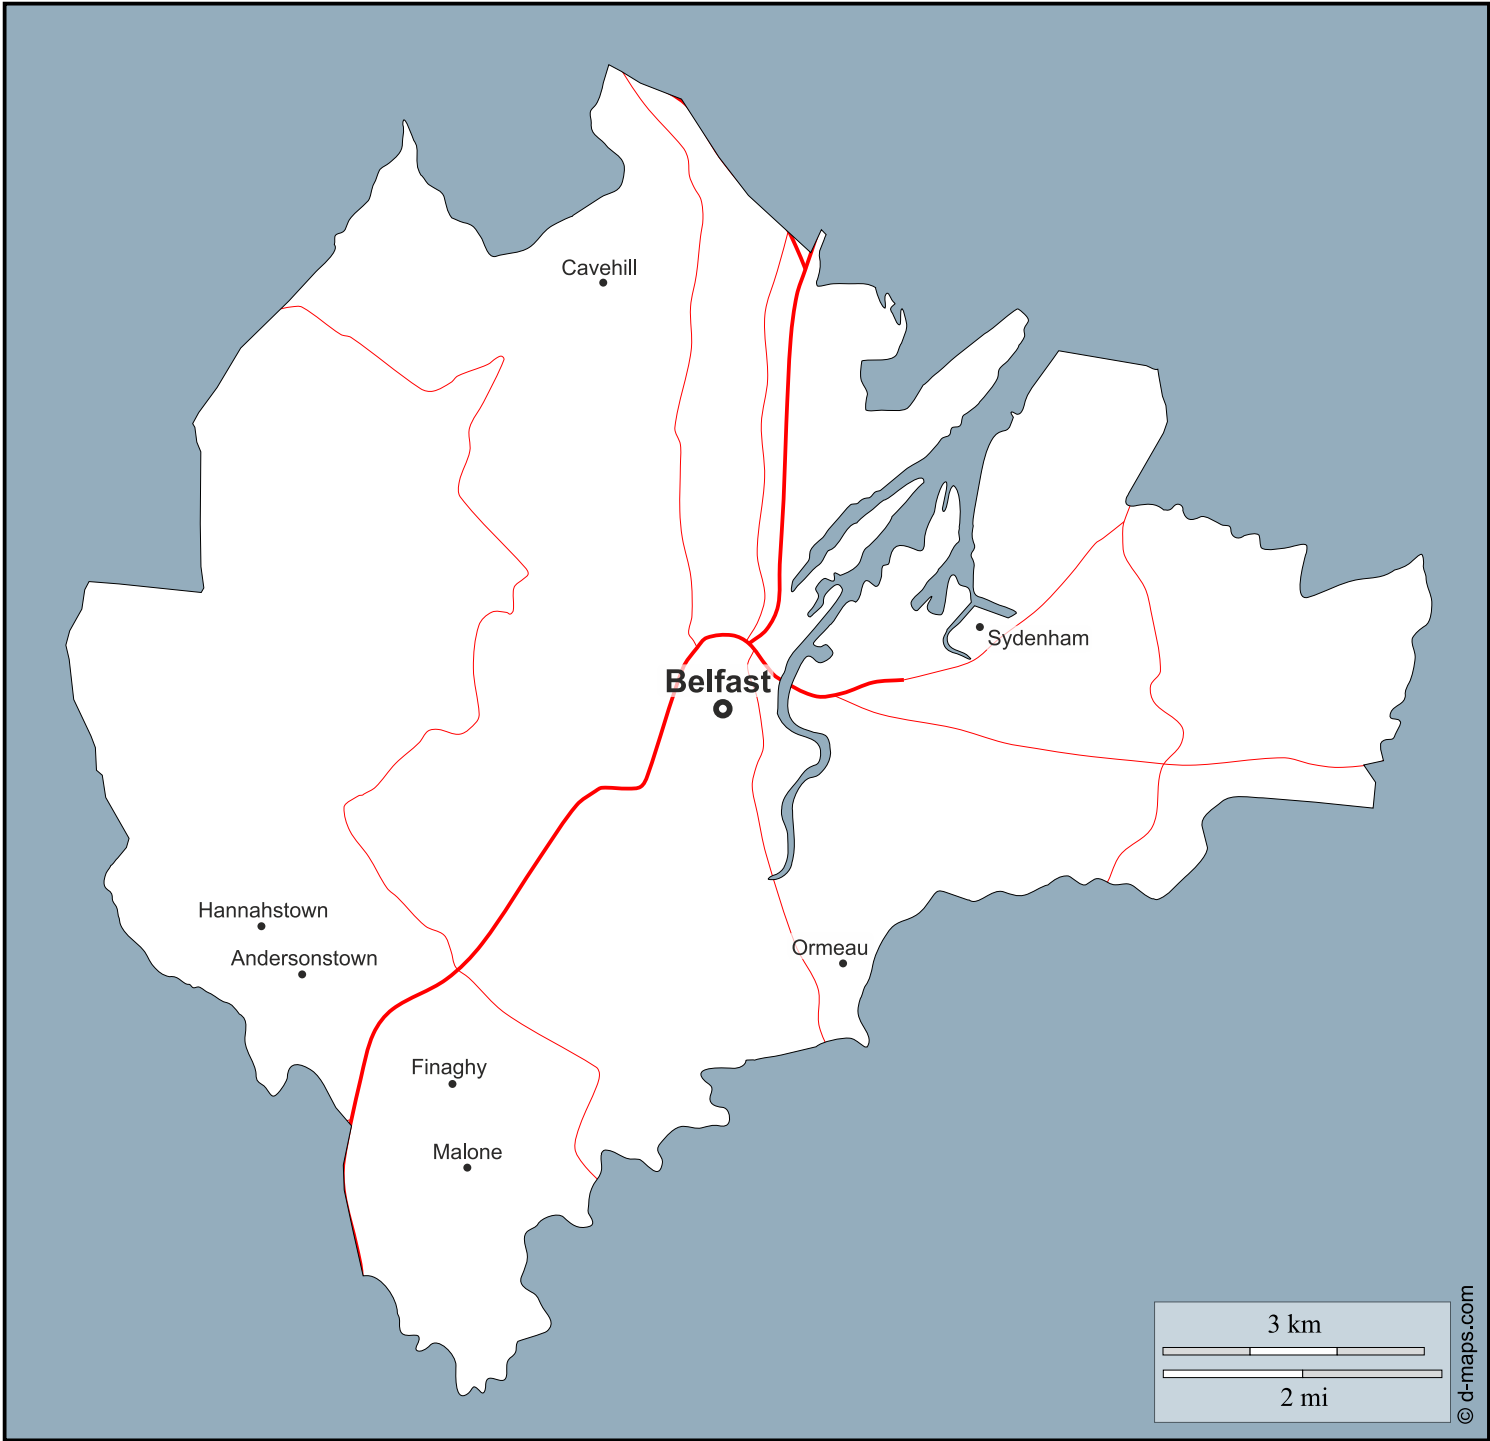 Cavehill
Sydenham
Belfast
Hannahstown
Andersonstown
Ormeau
Finaghy
Malone
3 km
2 mi
© d-maps.com